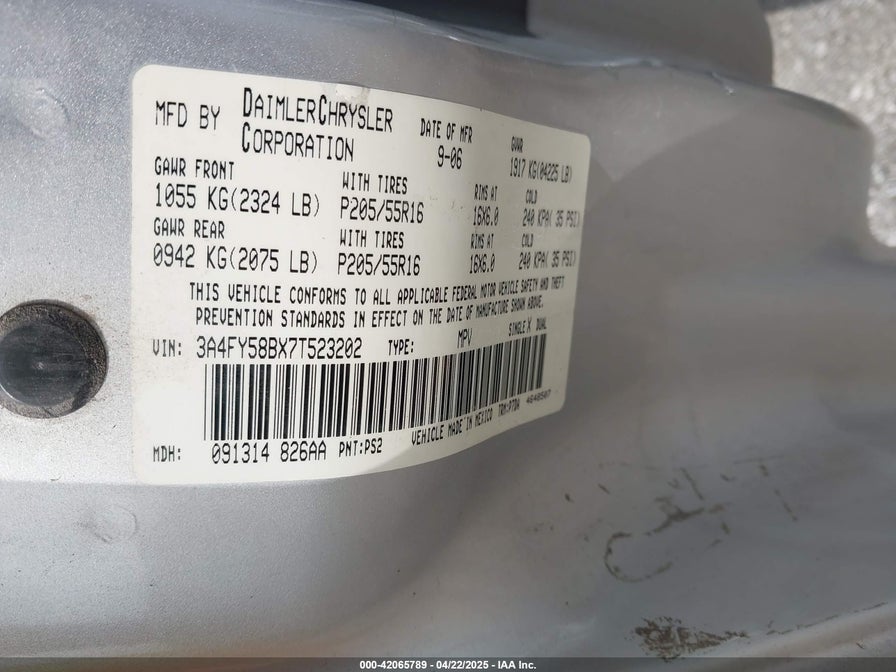 MFD BY DAIMLERCHRYSLER CORPORATION
DATE OF MFR 9-06
GVWR 1917 KG(04225 LB)
GAWR FRONT WITH TIRES RIMS AT COLD
1055 KG(2324 LB) P205/55R16 16X6.0 240 KPA( 35 PSI)
GAWR REAR WITH TIRES RIMS AT COLD
0942 KG(2075 LB) P205/55R16 16X6.0 240 KPA( 35 PSI)
THIS VEHICLE CONFORMS TO ALL APPLICABLE FEDERAL MOTOR VEHICLE SAFETY AND THEFT
PREVENTION STANDARDS IN EFFECT ON THE DATE OF MANUFACTURE SHOWN ABOVE.
VIN: 3A4FY58BX7T523202 TYPE: MPV SINGLE X DUAL
MDH: 091314 826AA PNT:PS2 VEHICLE MADE IN MEXICO TRM:P7DA 4640507
000-42065789 - 04/22/2025 - IAA Inc.